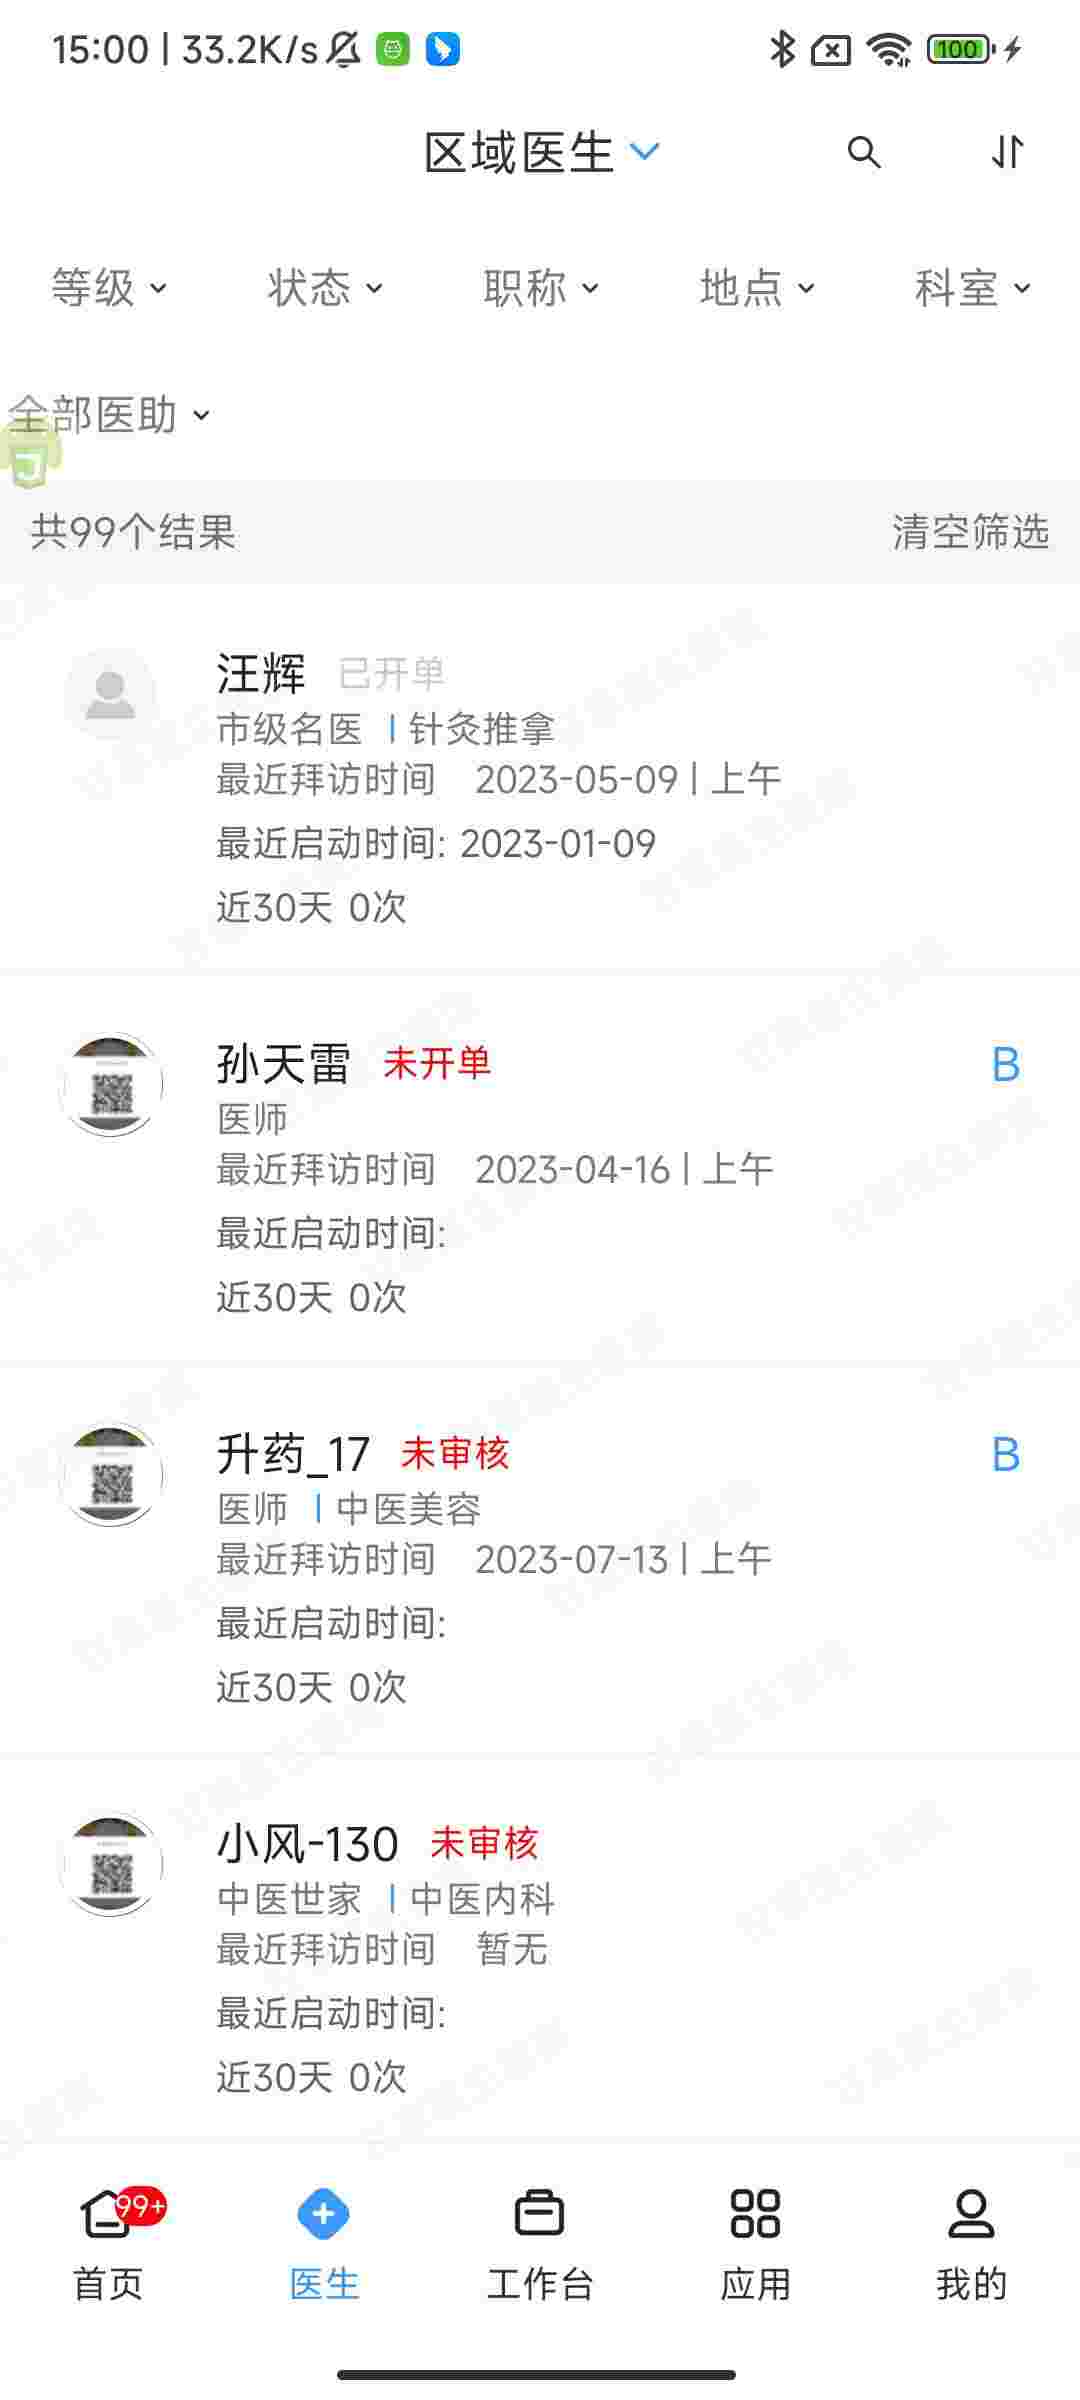 15:00 | 33.2K/s
100
区域医生
等级 状态 职称 地点 科室
全部医助
共99个结果 清空筛选
汪辉 已开单
市级名医 | 针灸推拿
最近拜访时间 2023-05-09 | 上午
最近启动时间: 2023-01-09
近30天 0次
孙天雷 未开单 B
医师
最近拜访时间 2023-04-16 | 上午
最近启动时间:
近30天 0次
升药_17 未审核 B
医师 | 中医美容
最近拜访时间 2023-07-13 | 上午
最近启动时间:
近30天 0次
小风-130 未审核
中医世家 | 中医内科
最近拜访时间 暂无
最近启动时间:
近30天 0次
99+
首页 医生 工作台 应用 我的